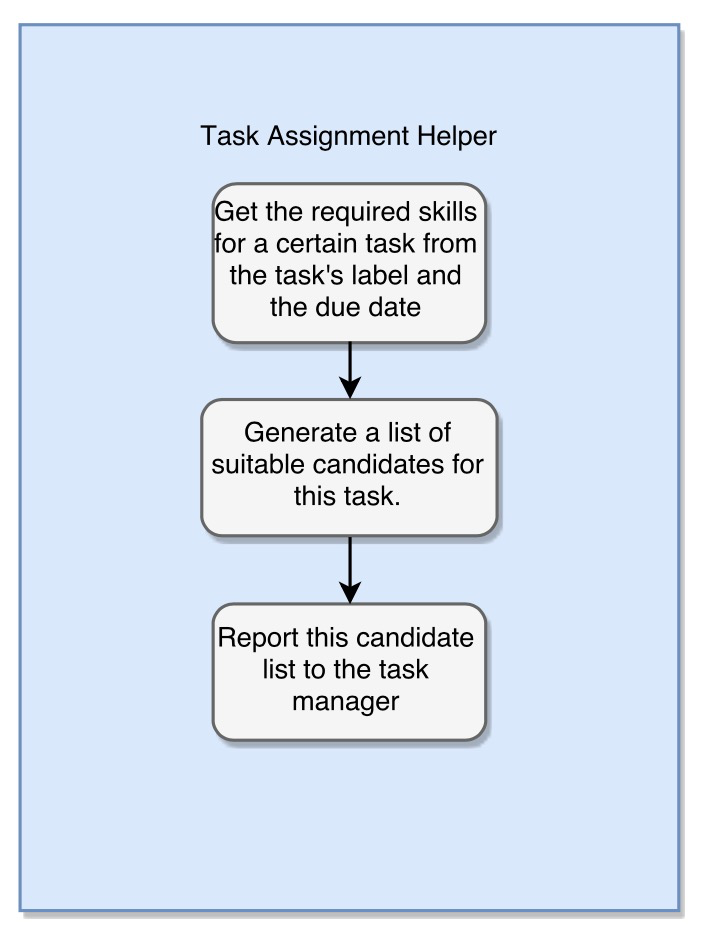 Task Assignment Helper
Get the required skills
for a certain task from
the task's label and
the due date
Generate a list of
suitable candidates for
this task.
Report this candidate
list to the task
manager